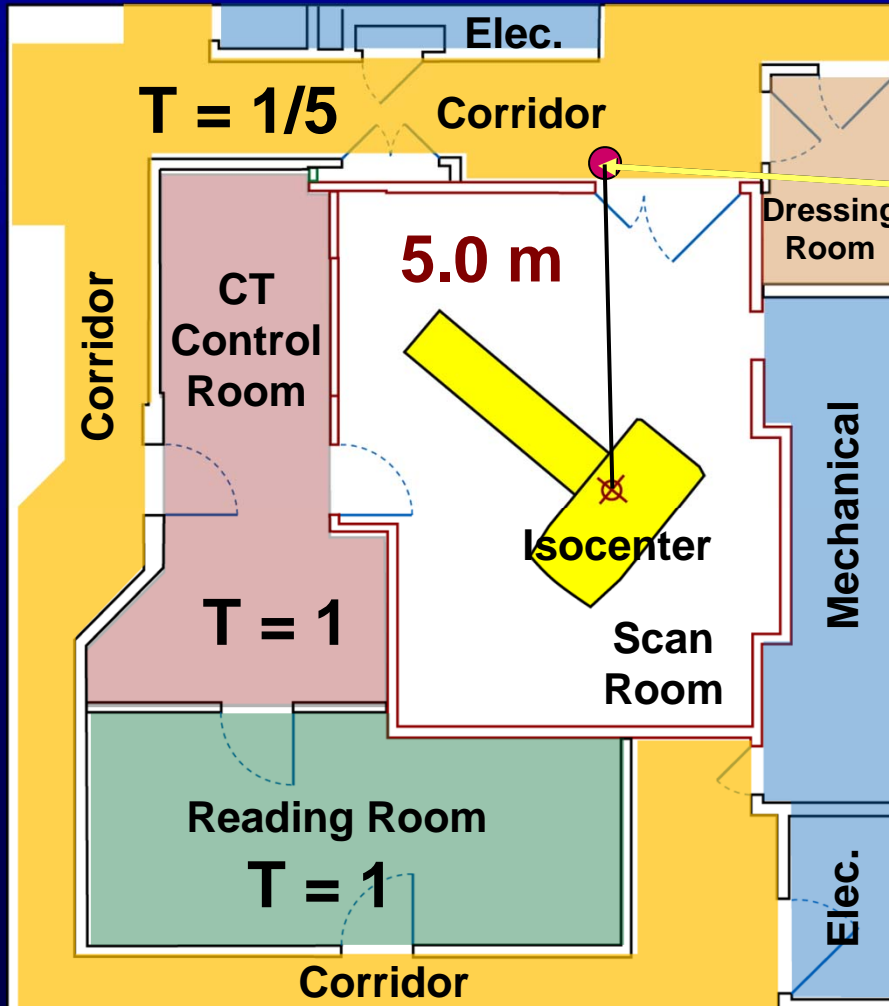 Elec.
T = 1/5
Corridor
Dressing
Room
5.0 m
CT
Control
Room
Corridor
Mechanical
Isocenter
T = 1
Scan
Room
Reading Room
T = 1
Elec.
Corridor